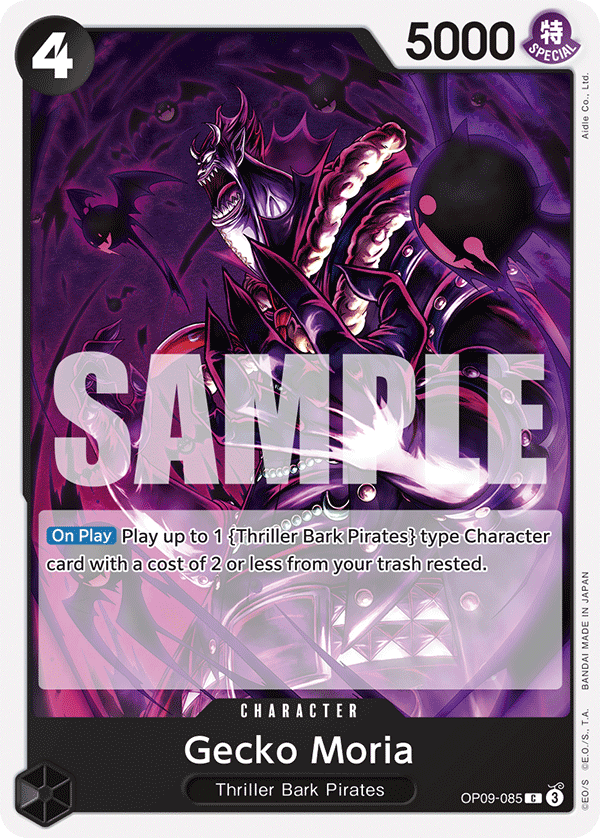 4
5000
特
SPECIAL
Aidle Co., Ltd.
SAMPLE
On Play Play up to 1 {Thriller Bark Pirates} type Character
card with a cost of 2 or less from your trash rested.
CHARACTER
Gecko Moria
Thriller Bark Pirates
OP09-085 C 3
©EO/S ©E.O./S., T.A. BANDAI MADE IN JAPAN